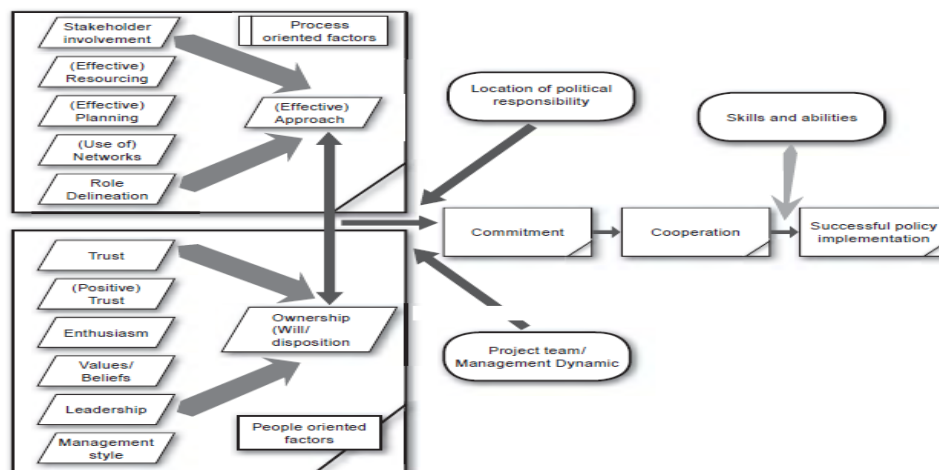 Stakeholder
involvement
(Effective)
Resourcing
(Effective)
Planning
(Use of)
Networks
Role
Delineation
Process
oriented factors
(Effective)
Approach
Trust
(Positive)
Trust
Enthusiasm
Values/
Beliefs
Leadership
Management
style
Ownership
(Will/
disposition
People oriented
factors
Location of political
responsibility
Skills and abilities
Commitment
Cooperation
Successful policy
implementation
Project team/
Management Dynamic